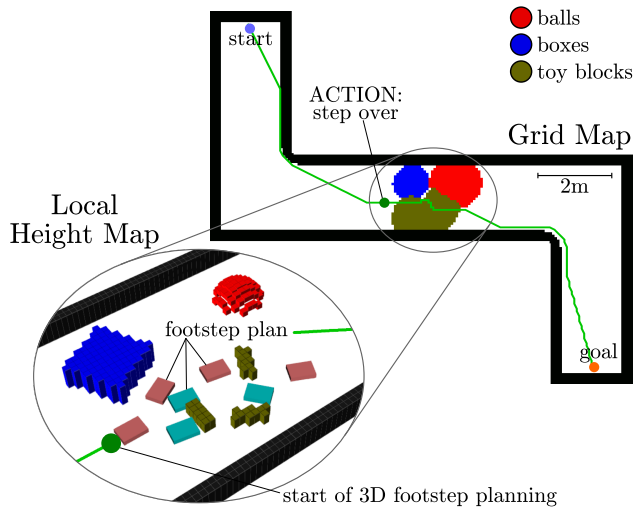 start
balls
boxes
toy blocks
ACTION:
step over
Grid Map
2m
Local
Height Map
footstep plan
goal
start of 3D footstep planning